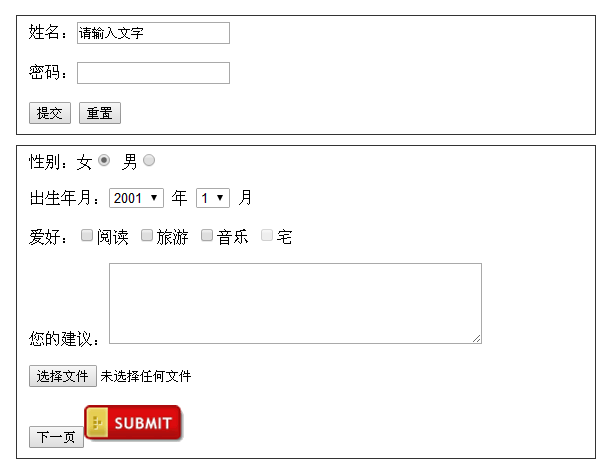 姓名：请输入文字
密码：
提交 重置
性别：女 男
出生年月：2001 年 1 月
爱好：阅读 旅游 音乐 宅
您的建议：
选择文件 未选择任何文件
下一页 SUBMIT